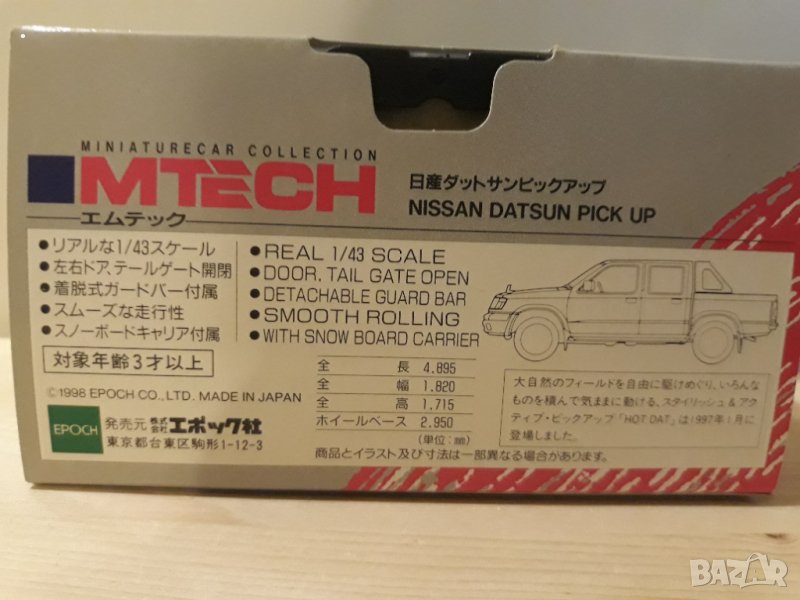 MINIATURECAR COLLECTION
MTECH
エムテック
日産ダットサンピックアップ
NISSAN DATSUN PICK UP
●リアルな1/43スケール
●左右ドア、テールゲート開閉
●着脱式ガードバー付属
●スムーズな走行性
●スノーボードキャリア付属
対象年齢3才以上
●REAL 1/43 SCALE
●DOOR, TAIL GATE OPEN
●DETACHABLE GUARD BAR
●SMOOTH ROLLING
●WITH SNOW BOARD CARRIER
©1998 EPOCH CO., LTD. MADE IN JAPAN
EPOCH
発売元 株式会社エポック社
東京都台東区駒形1-12-3
全長 4.895
全幅 1.820
全高 1.715
ホイールベース 2.950
(単位:㎜)
大自然のフィールドを自由に駆けめぐり、いろんな
ものを積んで気ままに動ける、スタイリッシュ&アク
ティブ・ピックアップ「HOT DAT」は1997年1月に
登場しました。
商品とイラスト及び寸法は一部異なる場合があります。
BAZAR